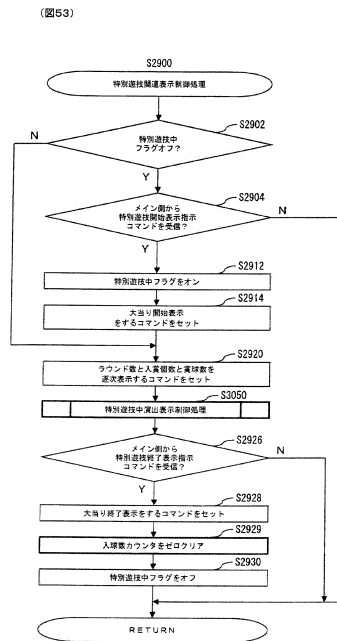 (図53)
S2900
特別遊技関連表示制御処理
S2902
N
特別遊技中
フラグオフ？
Y
S2904
メイン側から
特別遊技開始表示指示
コマンドを受信？
N
Y
S2912
特別遊技中フラグをオン
S2914
大当り開始表示
をするコマンドをセット
S2920
ラウンド数と入賞個数と賞球数を
逐次表示するコマンドをセット
S3050
特別遊技中演出表示制御処理
S2926
メイン側から
特別遊技終了表示指示
コマンドを受信？
N
Y
S2928
大当り終了表示をするコマンドをセット
S2929
入球数カウンタをゼロクリア
S2930
特別遊技中フラグをオフ
RETURN